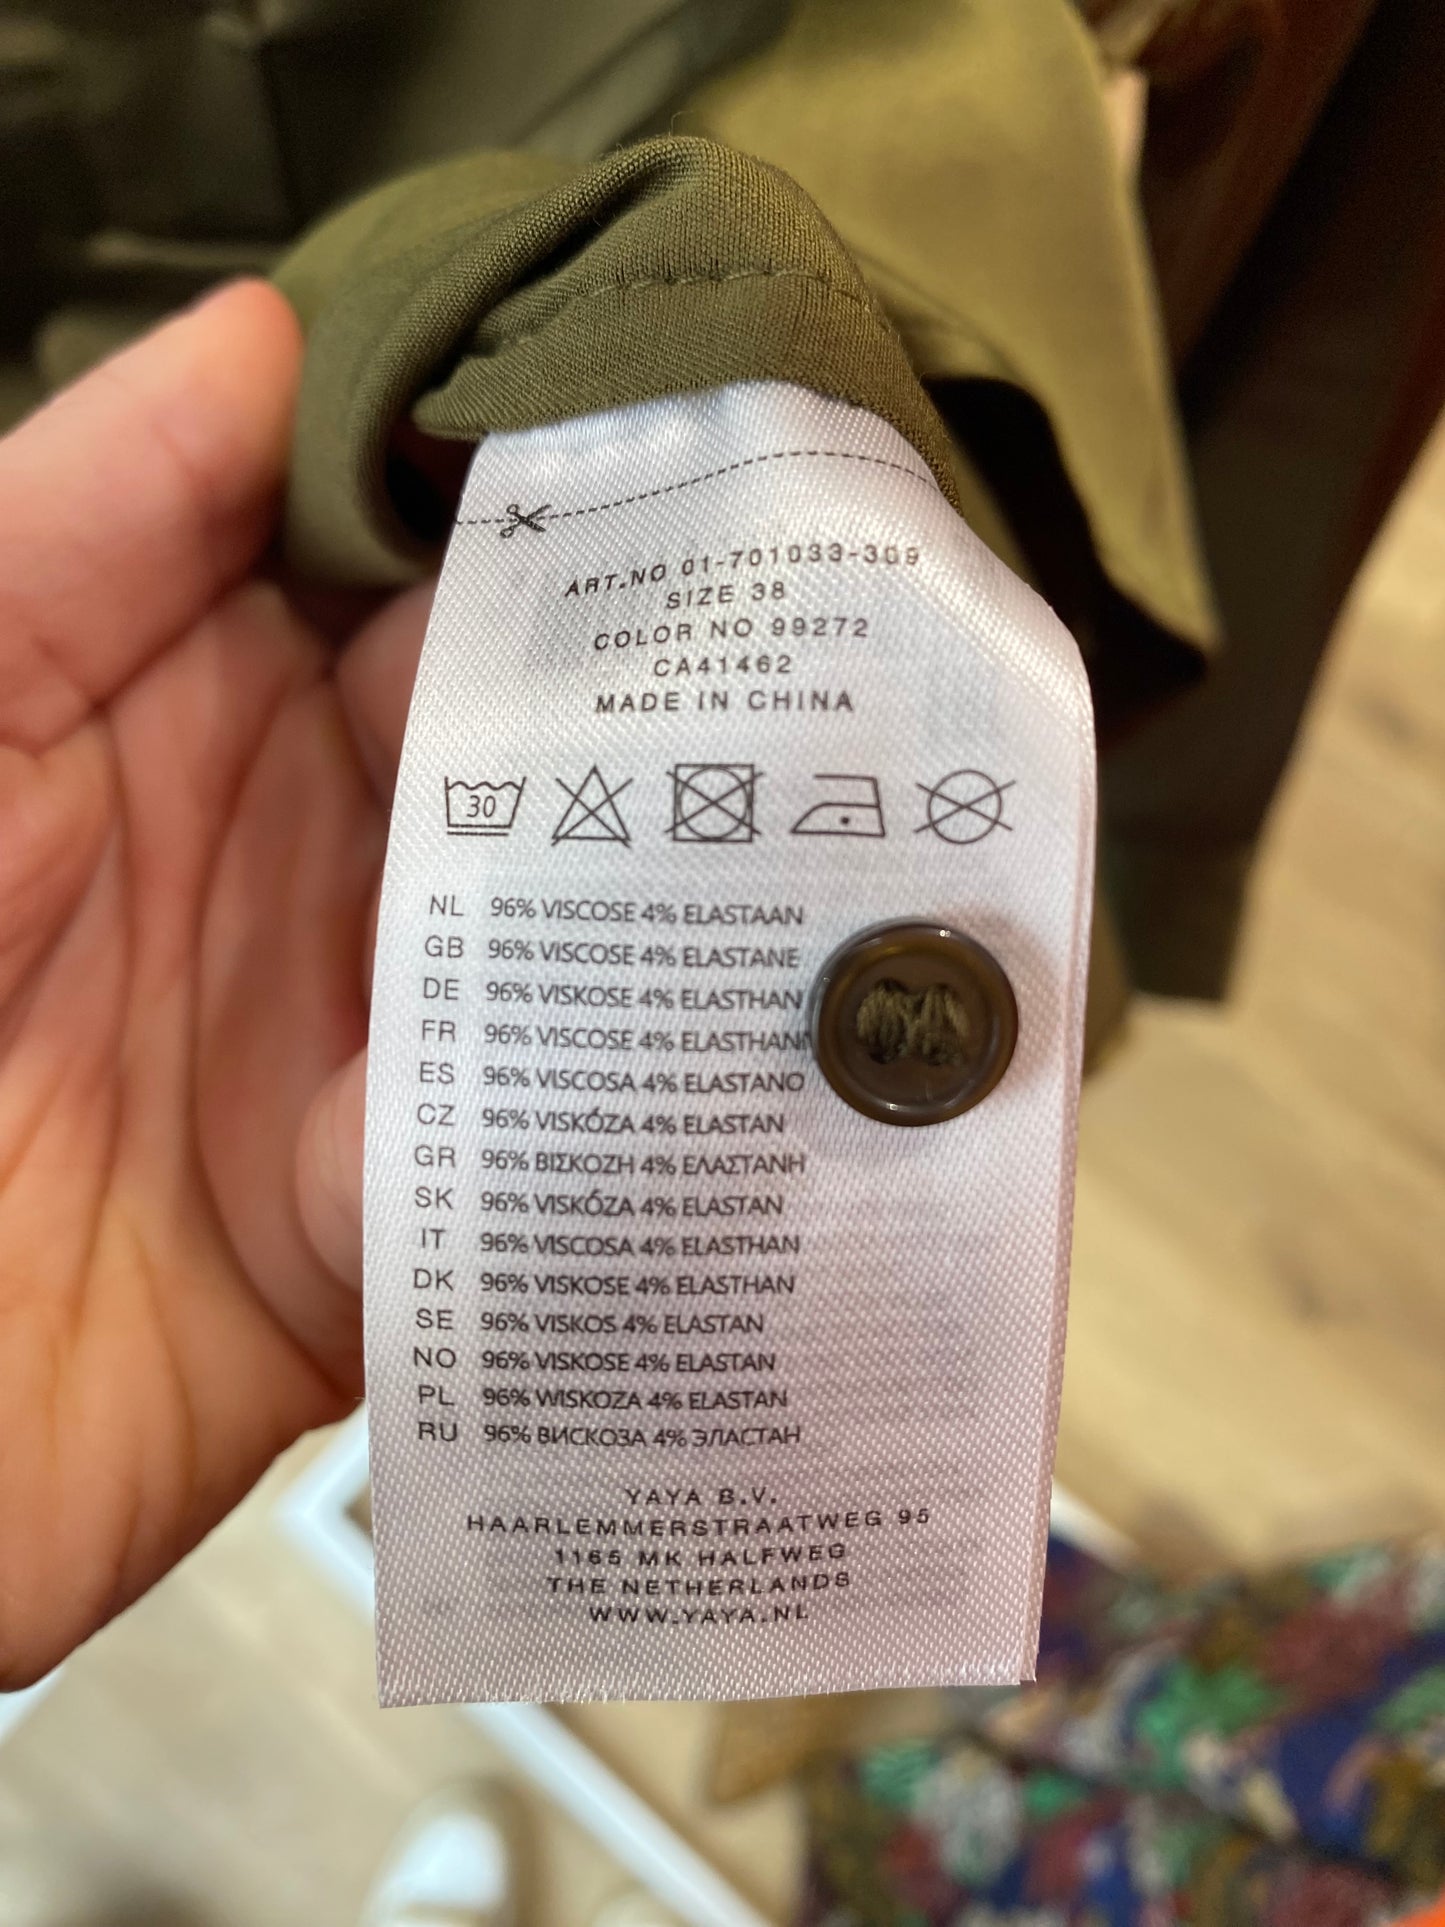 ART.NO 01-701033-309
SIZE 38
COLOR NO 99272
CA41462
MADE IN CHINA
30
NL 96% VISCOSE 4% ELASTAAN
GB 96% VISCOSE 4% ELASTANE
DE 96% VISKOSE 4% ELASTHAN
FR 96% VISCOSE 4% ELASTHANN
ES 96% VISCOSA 4% ELASTANO
CZ 96% VISKÓZA 4% ELASTAN
GR 96% ΒΙΣΚΟΖΗ 4% ΕΛΑΣΤΑΝΗ
SK 96% VISKÓZA 4% ELASTAN
IT 96% VISCOSA 4% ELASTHAN
DK 96% VISKOSE 4% ELASTHAN
SE 96% VISKOS 4% ELASTAN
NO 96% VISKOSE 4% ELASTAN
PL 96% WISKOZA 4% ELASTAN
RU 96% ВИСКОЗА 4% ЭЛАСТАН
YAYA B.V.
HAARLEMMERSTRAATWEG 95
1165 MK HALFWEG
THE NETHERLANDS
WWW.YAYA.NL